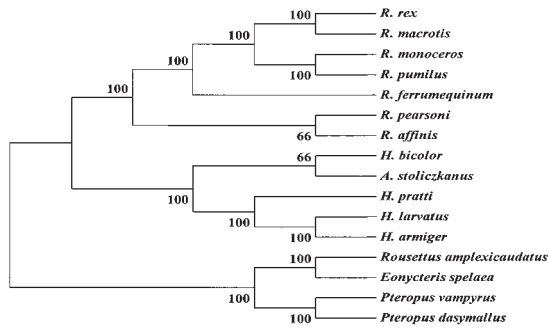 100 R. rex
R. macrotis
100
R. monoceros
100
100 R. pumilus
100 R. ferrumequinum
R. pearsoni
66 R. affinis
66 H. bicolor
A. stoliczkanus
100 H. pratti
100 H. larvatus
100 H. armiger
100 Rousettus amplexicaudatus
Eonycteris spelaea
100 Pteropus vampyrus
100 Pteropus dasymallus